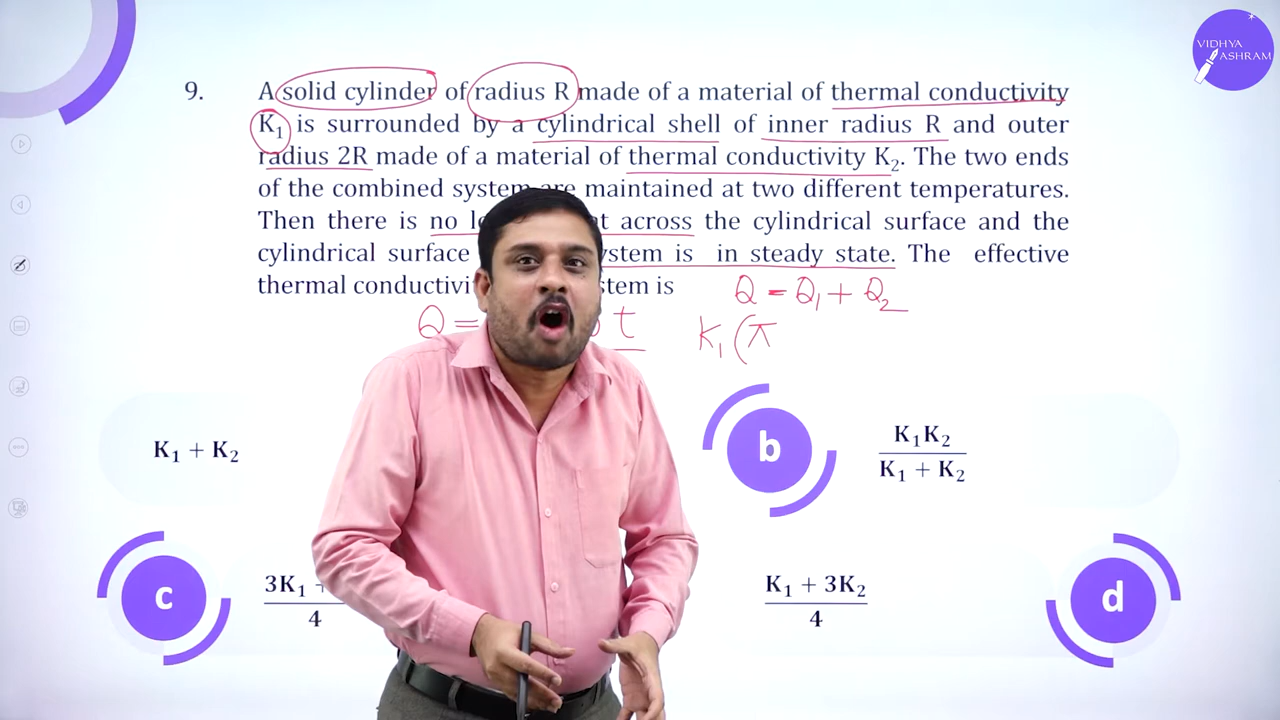 VIDHYA
ASHRAM
9. A solid cylinder of radius R made of a material of thermal conductivity
K₁ is surrounded by a cylindrical shell of inner radius R and outer
radius 2R made of a material of thermal conductivity K₂. The two ends
of the combined system are maintained at two different temperatures.
Then there is no across the cylindrical surface and the
cylindrical surface system is in steady state. The effective
thermal is
Q = Q₁ + Q₂
Q = t K₁(π
K₁ + K₂
b
K₁K₂
K₁ + K₂
c
3K₁ +
4
K₁ + 3K₂
4
d